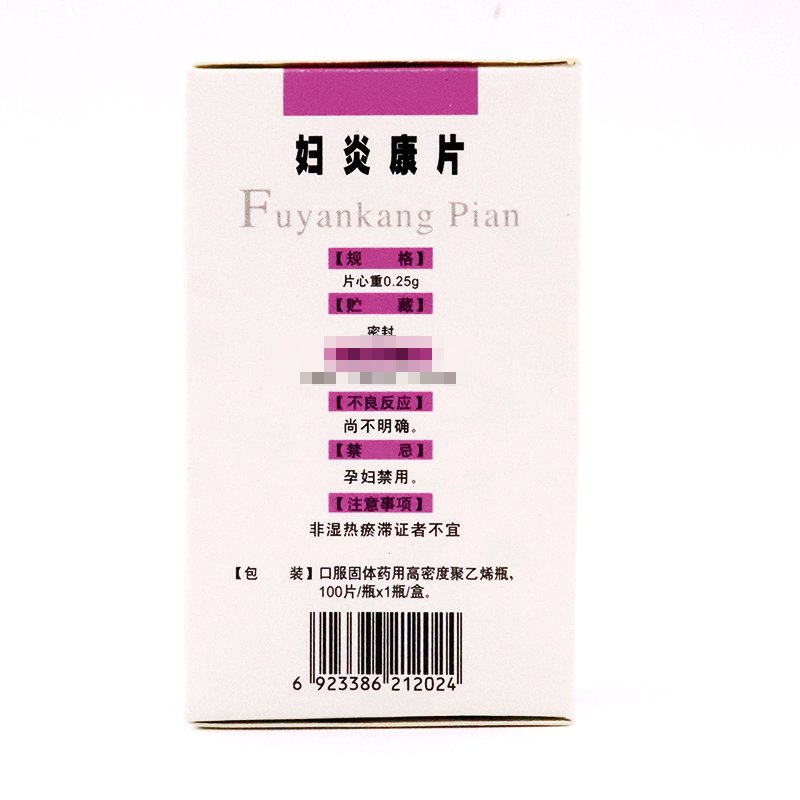 妇炎康片
Fuyankang Pian
【规 格】
片心重0.25g
【贮 藏】
密封
【不良反应】
尚不明确。
【禁 忌】
孕妇禁用。
【注意事项】
非湿热瘀滞证者不宜
【包 装】口服固体药用高密度聚乙烯瓶，
100片/瓶x1瓶/盒。
6 923386 212024